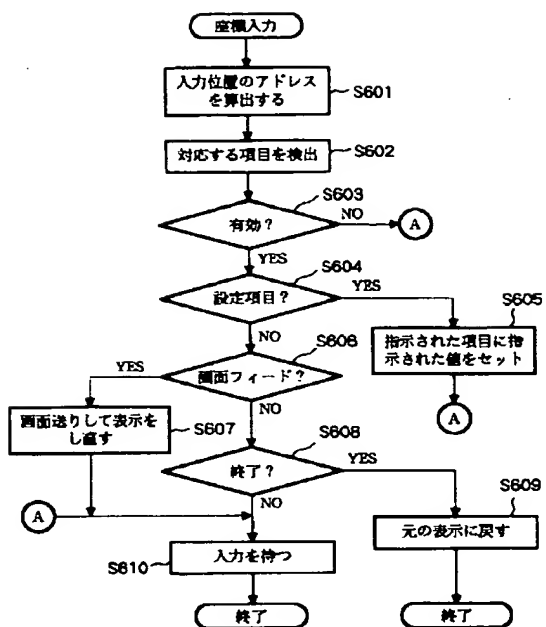 座標入力
入力位置のアドレス
を算出する
S601
対応する項目を検出
S602
S603
有効？
NO
A
YES
S604
設定項目？
YES
S605
指示された項目に指
示された値をセット
A
NO
S606
画面フィード？
YES
画面送りして表示を
し直す
S607
NO
S608
終了？
YES
S609
元の表示に戻す
終了
A
NO
入力を待つ
S610
終了